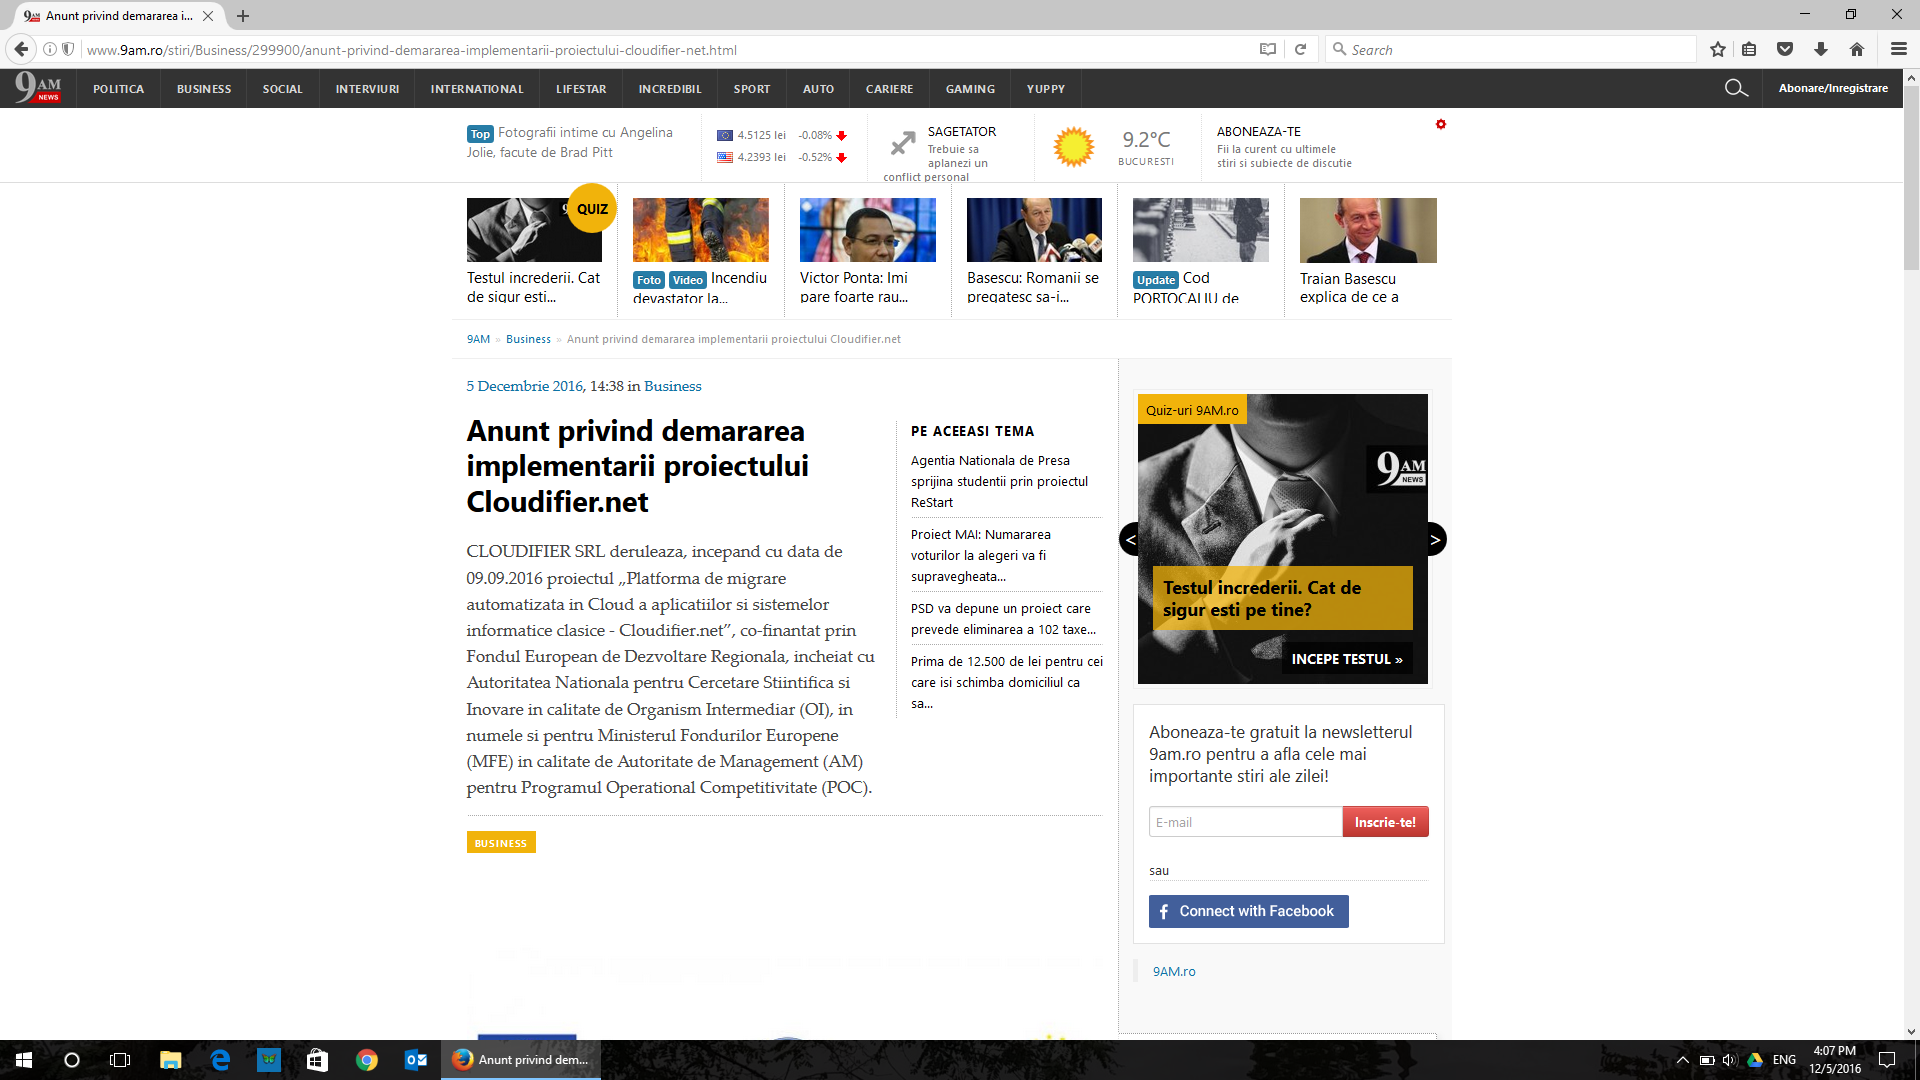 9AM Anunt privind demararea i...
www.9am.ro/stiri/Business/299900/anunt-privind-demararea-implementarii-proiectului-cloudifier-net.html
Search
9AM NEWS
POLITICA BUSINESS SOCIAL INTERVIURI INTERNATIONAL LIFESTAR INCREDIBIL SPORT AUTO CARIERE GAMING YUPPY
Abonare/Inregistrare
Top Fotografii intime cu Angelina
Jolie, facute de Brad Pitt
4.5125 lei -0.08%
4.2393 lei -0.52%
SAGETATOR
Trebuie sa
aplanezi un
conflict personal
9.2°C
BUCURESTI
ABONEAZA-TE
Fii la curent cu ultimele
stiri si subiecte de discutie
QUIZ
Testul increderii. Cat
de sigur esti...
Foto Video Incendiu
devastator la...
Victor Ponta: Imi
pare foarte rau...
Basescu: Romanii se
pregatesc sa-i...
Update Cod
PORTOCALIU de
Traian Basescu
explica de ce a
9AM » Business » Anunt privind demararea implementarii proiectului Cloudifier.net
5 Decembrie 2016, 14:38 in Business
Anunt privind demararea
implementarii proiectului
Cloudifier.net
CLOUDIFIER SRL deruleaza, incepand cu data de
09.09.2016 proiectul „Platforma de migrare
automatizata in Cloud a aplicatiilor si sistemelor
informatice clasice - Cloudifier.net”, co-finantat prin
Fondul European de Dezvoltare Regionala, incheiat cu
Autoritatea Nationala pentru Cercetare Stiintifica si
Inovare in calitate de Organism Intermediar (OI), in
numele si pentru Ministerul Fondurilor Europene
(MFE) in calitate de Autoritate de Management (AM)
pentru Programul Operational Competitivitate (POC).
BUSINESS
PE ACEEASI TEMA
Agentia Nationala de Presa
sprijina studentii prin proiectul
ReStart
Proiect MAI: Numararea
voturilor la alegeri va fi
supravegheata...
PSD va depune un proiect care
prevede eliminarea a 102 taxe...
Prima de 12.500 de lei pentru cei
care isi schimba domiciliul ca
sa...
Quiz-uri 9AM.ro
9AM NEWS
< >
Testul increderii. Cat de
sigur esti pe tine?
INCEPE TESTUL »
Aboneaza-te gratuit la newsletterul
9am.ro pentru a afla cele mai
importante stiri ale zilei!
E-mail Inscrie-te!
sau
Connect with Facebook
9AM.ro
Anunt privind dem...
ENG
4:07 PM
12/5/2016